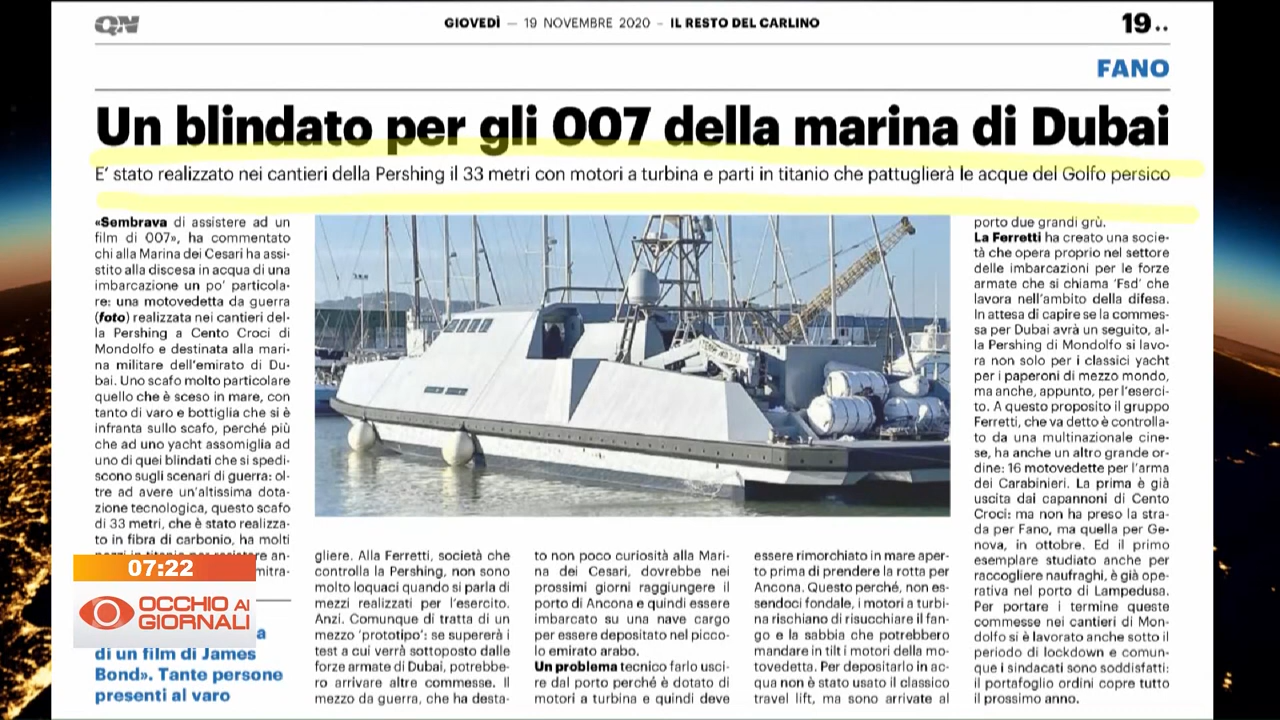 QN
GIOVEDÌ — 19 NOVEMBRE 2020 – IL RESTO DEL CARLINO
19..
FANO
Un blindato per gli 007 della marina di Dubai
E' stato realizzato nei cantieri della Pershing il 33 metri con motori a turbina e parti in titanio che pattuglierà le acque del Golfo persico
«Sembrava di assistere ad un
film di 007», ha commentato
chi alla Marina dei Cesari ha assi-
stito alla discesa in acqua di una
imbarcazione un po' particola-
re: una motovedetta da guerra
(foto) realizzata nei cantieri del-
la Pershing a Cento Croci di
Mondolfo e destinata alla mari-
na militare dell'emirato di Du-
bai. Uno scafo molto particolare
quello che è sceso in mare, con
tanto di varo e bottiglia che si è
infranta sullo scafo, perché più
che ad uno yacht assomiglia ad
uno di quei blindati che si spedi-
scono sugli scenari di guerra: ol-
tre ad avere un'altissima dota-
zione tecnologica, questo scafo
di 33 metri, che è stato realizza-
to in fibra di carbonio, ha molti
pezzi in titanio per resistere an-
mitra-
07:22
OCCHIO AI
GIORNALI
a
di un film di James
Bond». Tante persone
presenti al varo
gliere. Alla Ferretti, società che
controlla la Pershing, non sono
molto loquaci quando si parla di
mezzi realizzati per l'esercito.
Anzi. Comunque di tratta di un
mezzo 'prototipo': se supererà i
test a cui verrà sottoposto dalle
forze armate di Dubai, potrebbe-
ro arrivare altre commesse. Il
mezzo da guerra, che ha desta-
to non poco curiosità alla Mari-
na dei Cesari, dovrebbe nei
prossimi giorni raggiungere il
porto di Ancona e quindi essere
imbarcato su una nave cargo
per essere depositato nel picco-
lo emirato arabo.
Un problema tecnico farlo usci-
re dal porto perché è dotato di
motori a turbina e quindi deve
essere rimorchiato in mare aper-
to prima di prendere la rotta per
Ancona. Questo perché, non es-
sendoci fondale, i motori a turbi-
na rischiano di risucchiare il fan-
go e la sabbia che potrebbero
mandare in tilt i motori della mo-
tovedetta. Per depositarlo in ac-
qua non è stato usato il classico
travel lift, ma sono arrivate al
porto due grandi grù.
La Ferretti ha creato una socie-
tà che opera proprio nel settore
delle imbarcazioni per le forze
armate che si chiama 'Fsd' che
lavora nell'ambito della difesa.
In attesa di capire se la commes-
sa per Dubai avrà un seguito, al-
la Pershing di Mondolfo si lavo-
ra non solo per i classici yacht
per i paperoni di mezzo mondo,
ma anche, appunto, per l'eserci-
to. A questo proposito il gruppo
Ferretti, che va detto è controlla-
to da una multinazionale cine-
se, ha anche un altro grande or-
dine: 16 motovedette per l'arma
dei Carabinieri. La prima è già
uscita dai capannoni di Cento
Croci: ma non ha preso la stra-
da per Fano, ma quella per Ge-
nova, in ottobre. Ed il primo
esemplare studiato anche per
raccogliere naufraghi, è già ope-
rativa nel porto di Lampedusa.
Per portare i termine queste
commesse nei cantieri di Mon-
dolfo si è lavorato anche sotto il
periodo di lockdown e comun-
que i sindacati sono soddisfatti:
il portafoglio ordini copre tutto
il prossimo anno.